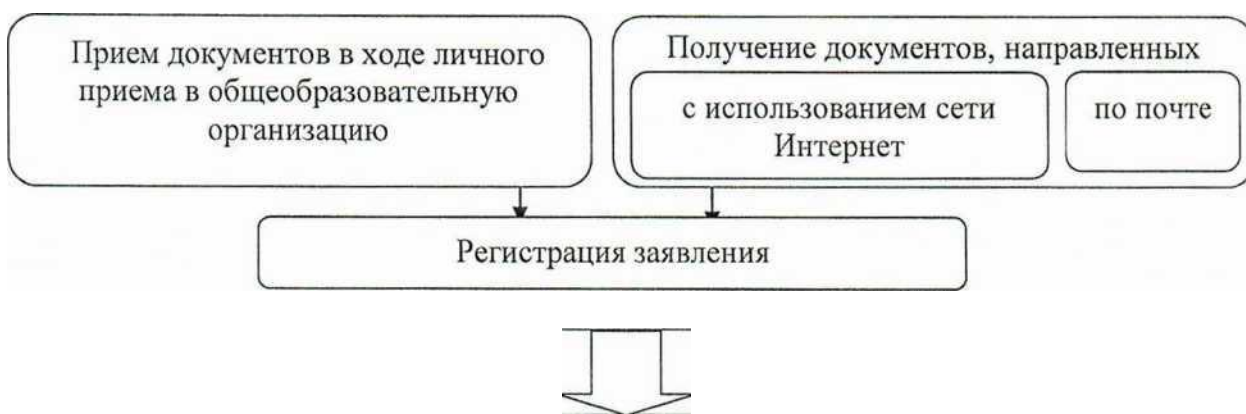 Прием документов в ходе личного
приема в общеобразовательную
организацию
Получение документов, направленных
с использованием сети
Интернет
по почте
Регистрация заявления